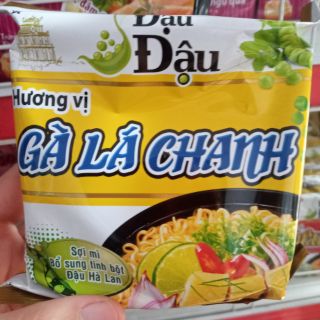 Đậu
Đậu
Hương vị
GÀ LÁ CHANH
Sợi mì
Bổ sung tinh bột
Đậu Hà Lan